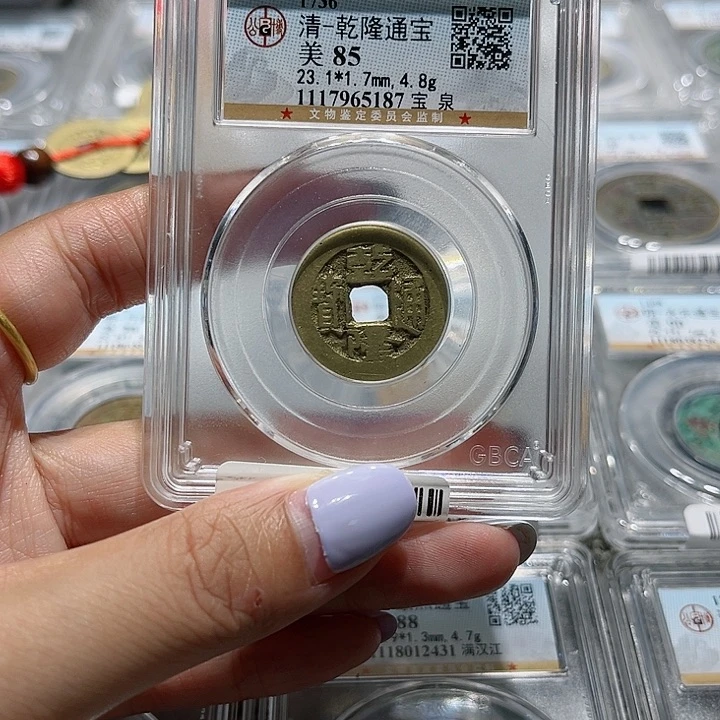 1736
清-乾隆通宝
美 85
23.1*1.7mm,4.8g
1117965187 宝 泉
★ 文物鉴定委员会监制 ★
乾隆通寶
GBCA
88
9*1.3mm,4.7g
1118012431 满汉江